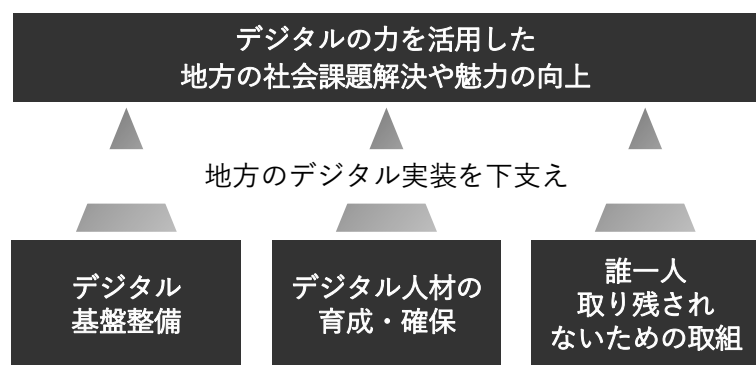 デジタルの力を活用した
地方の社会課題解決や魅力の向上
地方のデジタル実装を下支え
デジタル
基盤整備
デジタル人材の
育成・確保
誰一人
取り残され
ないための取組